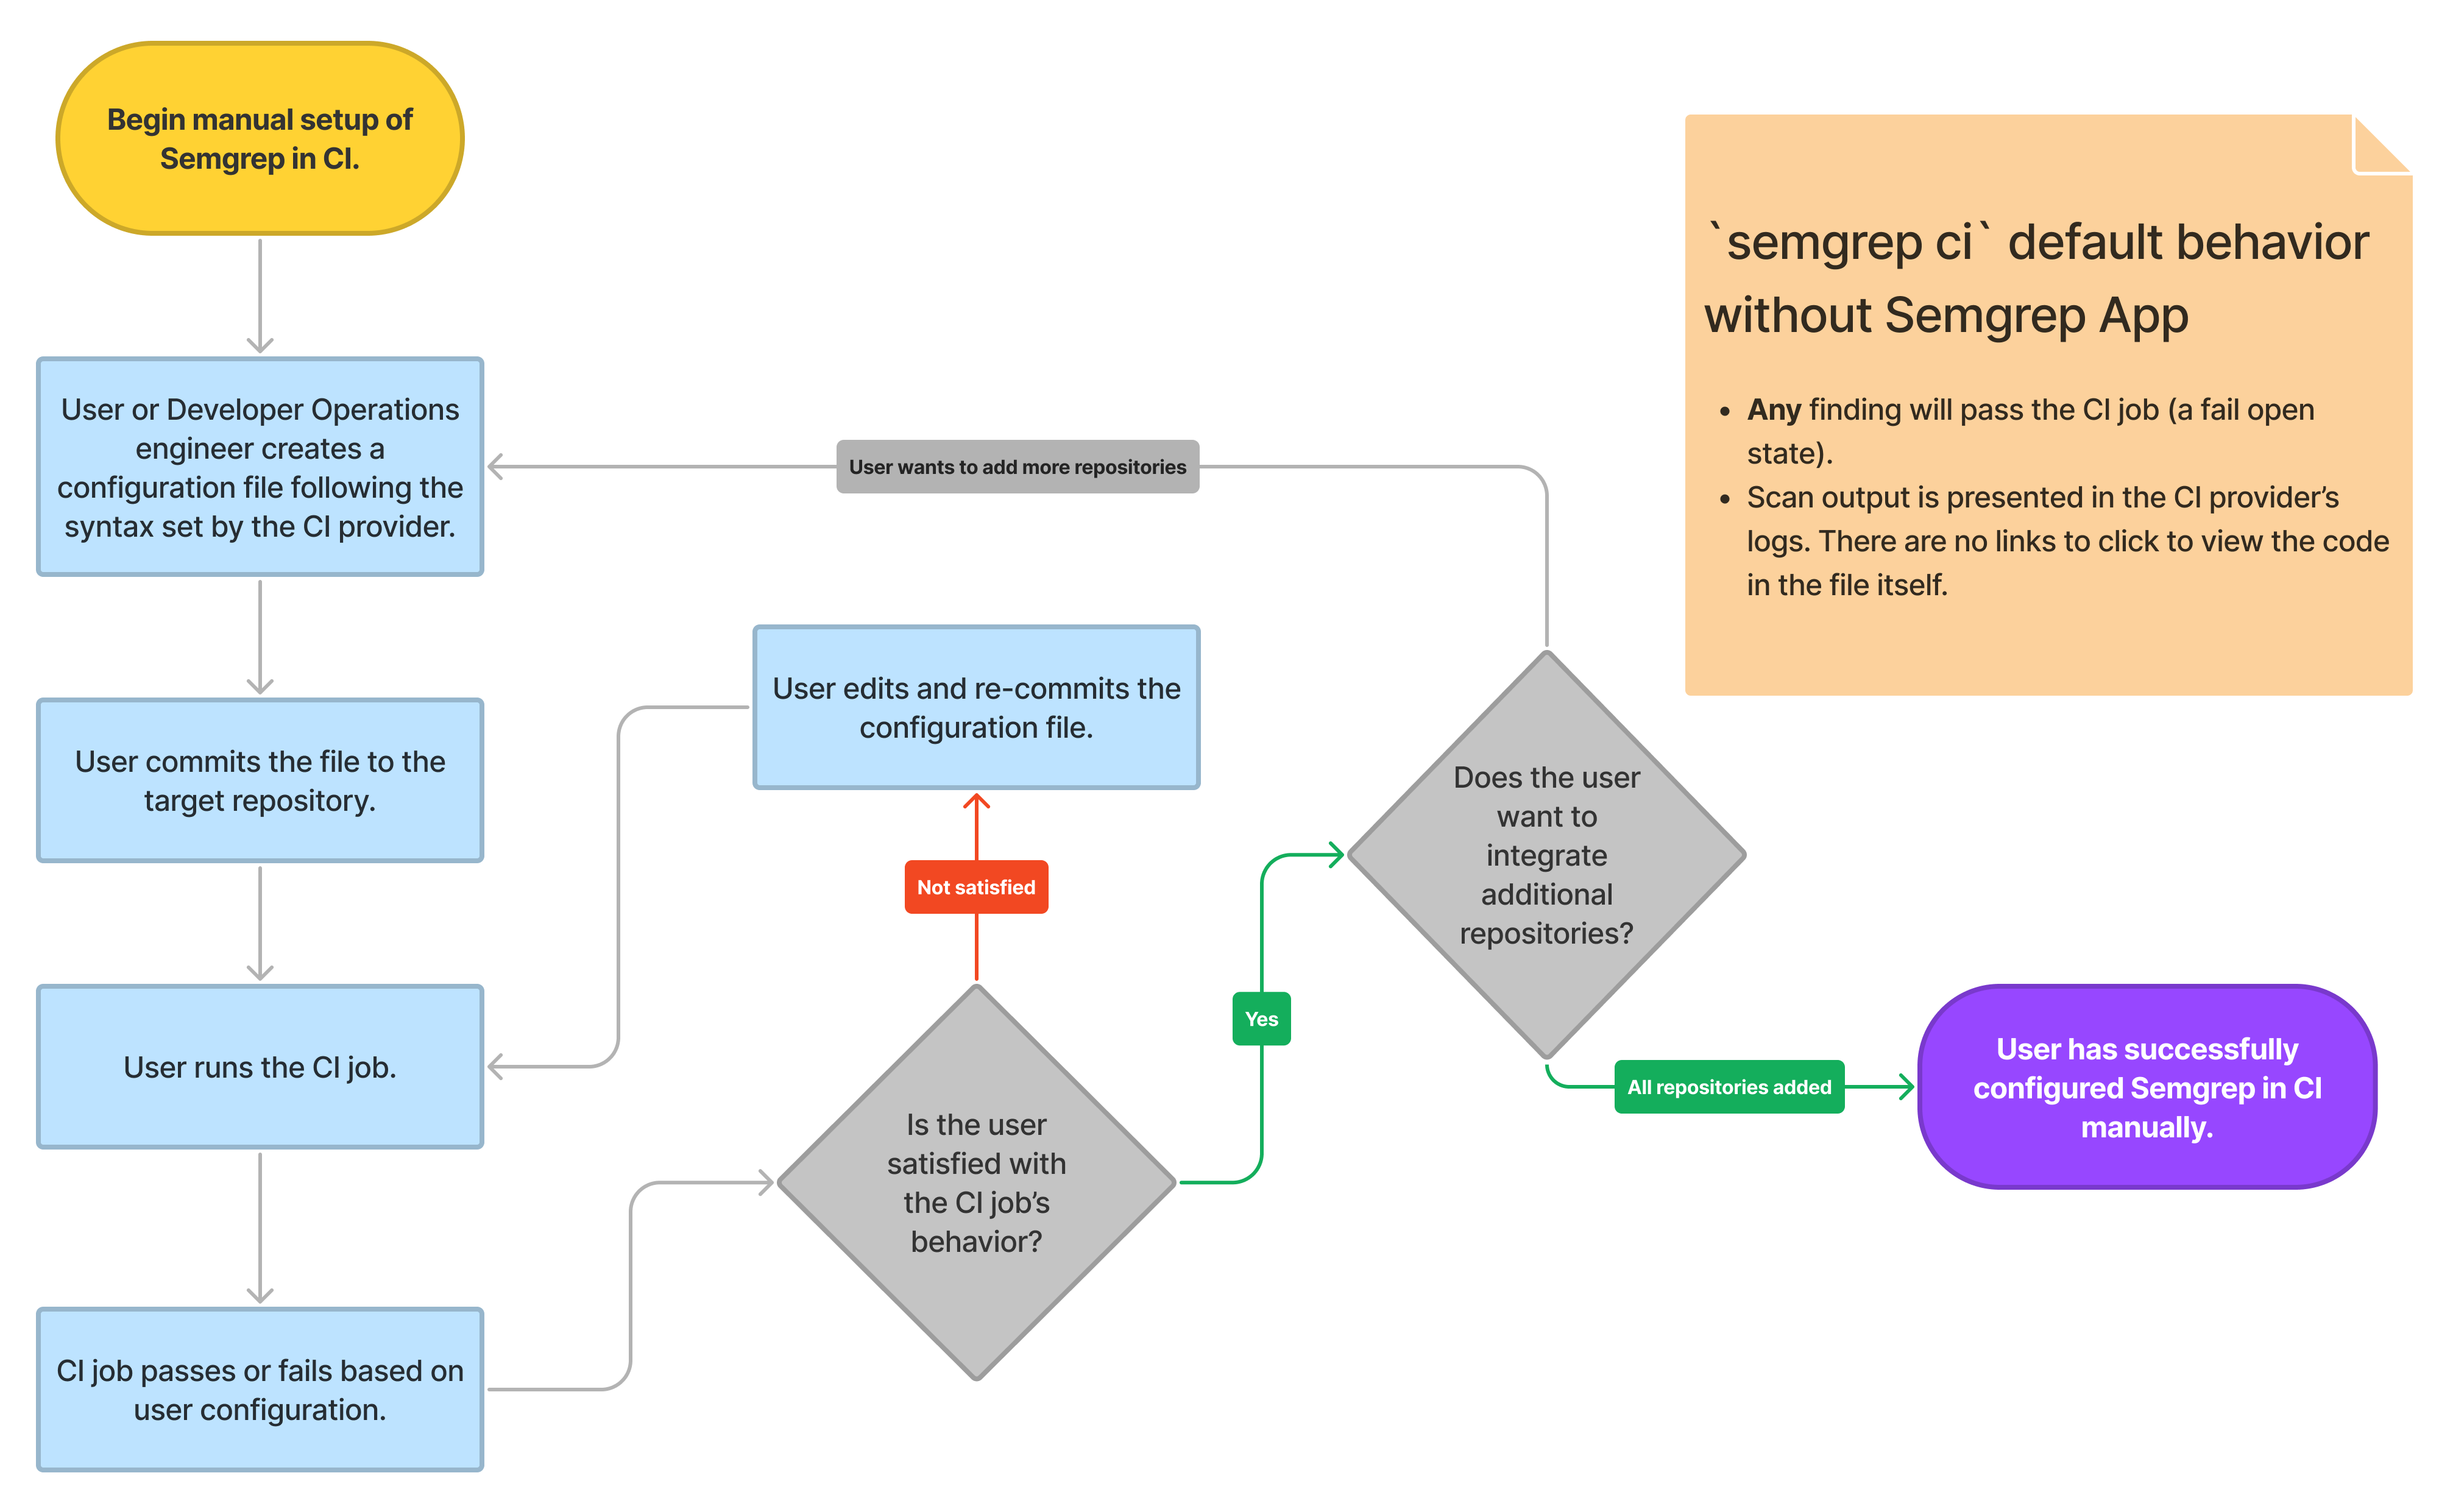 Begin manual setup of
Semgrep in CI.
User or Developer Operations
engineer creates a
configuration file following the
syntax set by the CI provider.
User commits the file to the
target repository.
User runs the CI job.
CI job passes or fails based on
user configuration.
User wants to add more repositories
User edits and re-commits the
configuration file.
Not satisfied
Is the user
satisfied with
the CI job’s
behavior?
Yes
Does the user
want to
integrate
additional
repositories?
All repositories added
User has successfully
configured Semgrep in CI
manually.
`semgrep ci` default behavior
without Semgrep App
• Any finding will pass the CI job (a fail open
state).
• Scan output is presented in the CI provider’s
logs. There are no links to click to view the code
in the file itself.